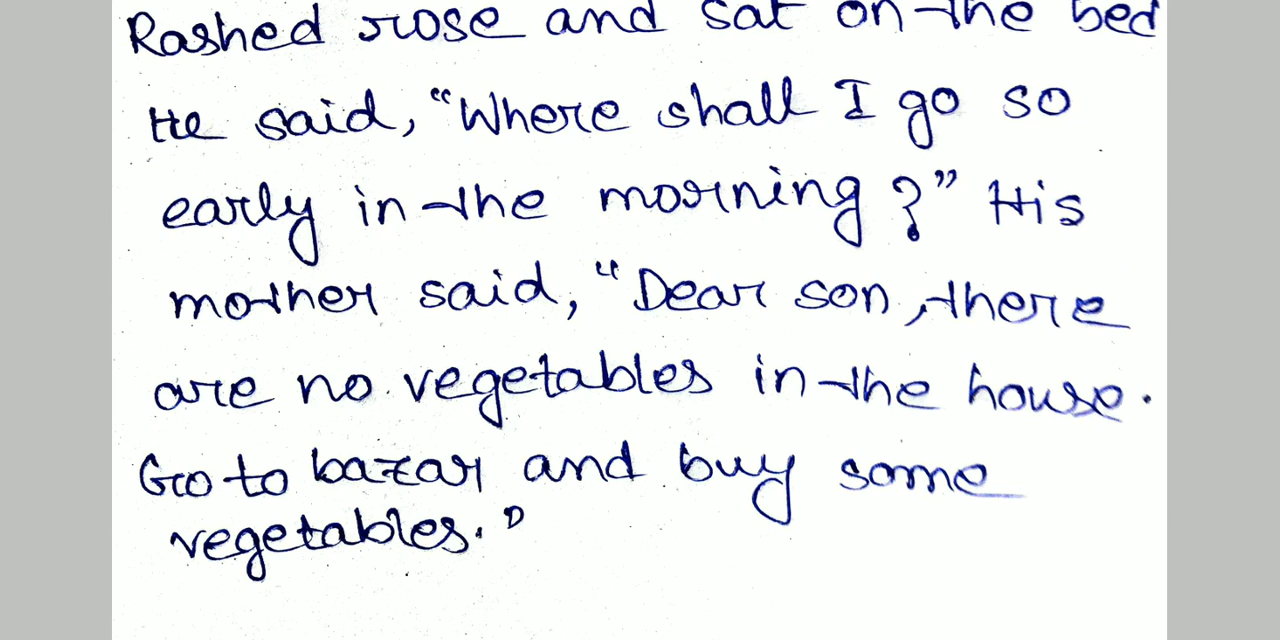 Rashed rose and sat on the bed
He said, "Where shall I go so
early in the morning?" His
mother said, "Dear son, there
are no vegetables in the house.
Go to bazar and buy some
vegetables."